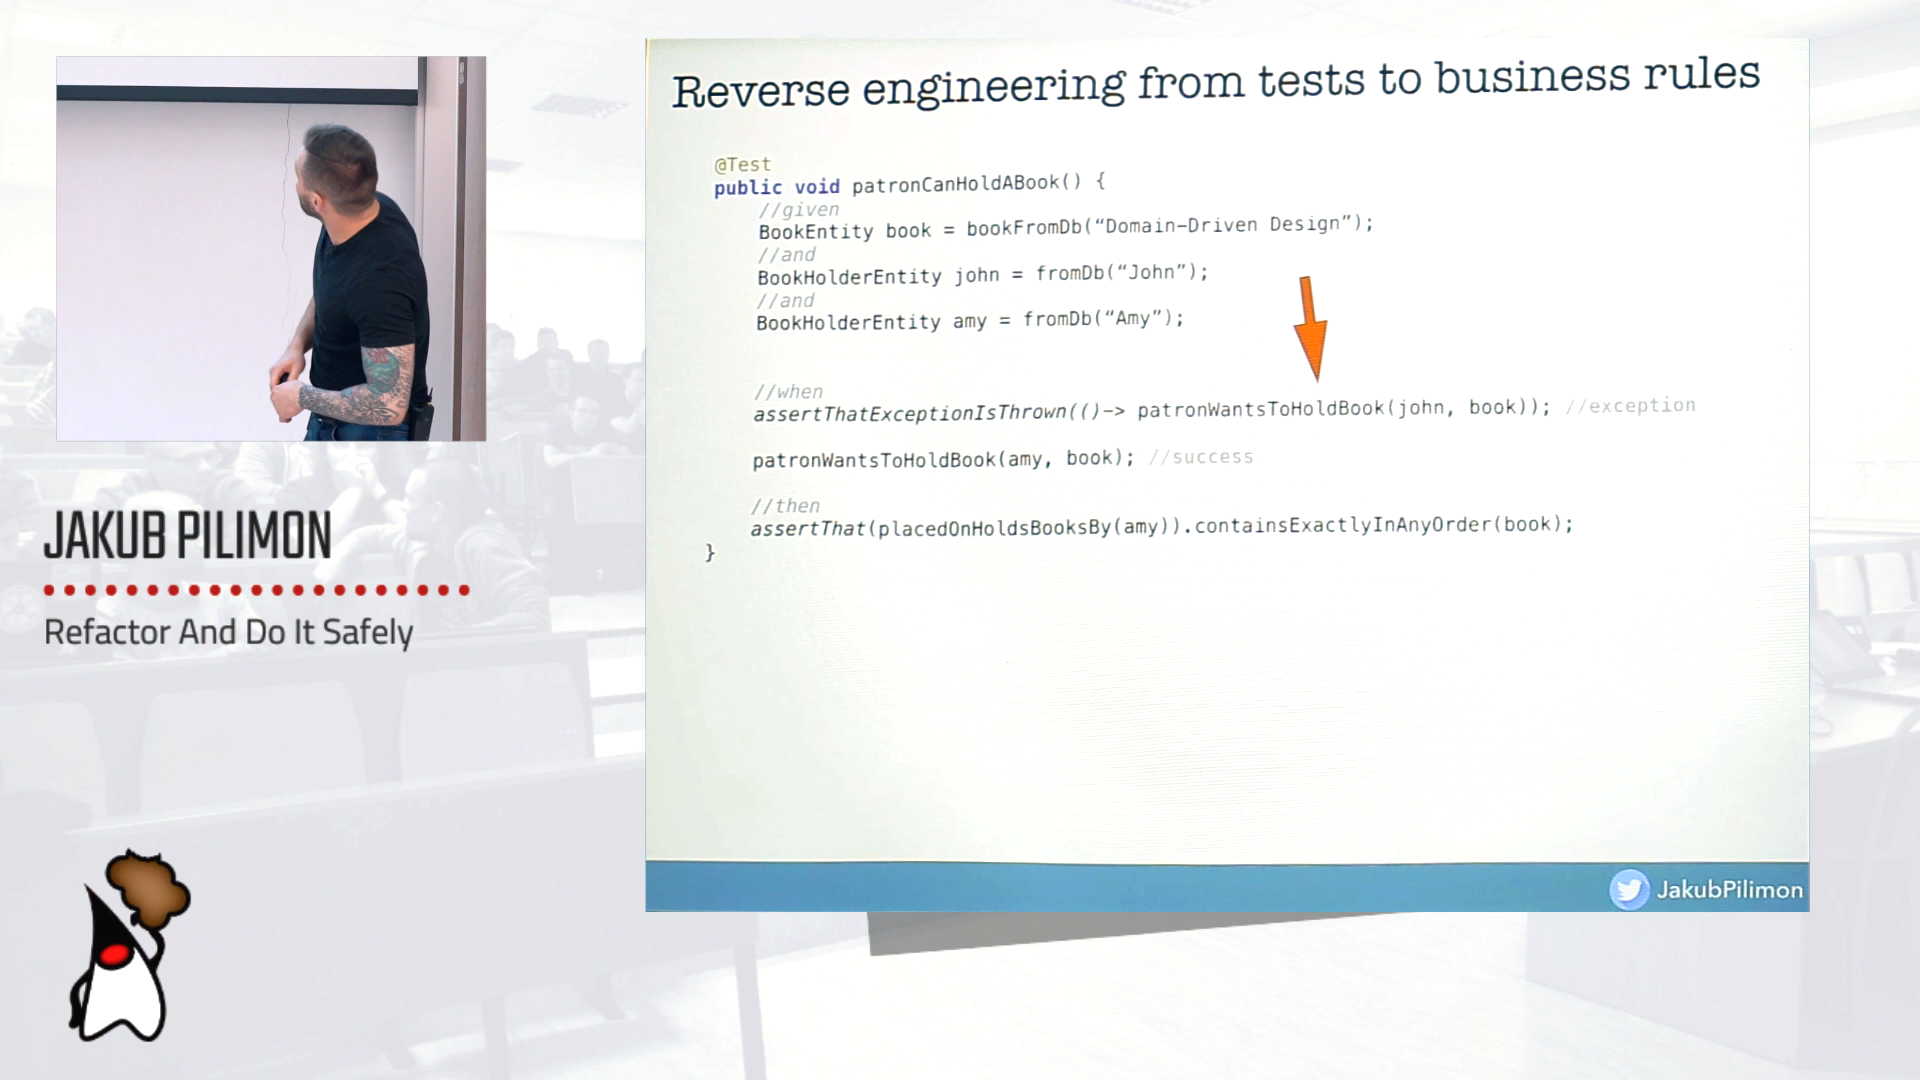 JAKUB PILIMON
Refactor And Do It Safely
Reverse engineering from tests to business rules
@Test
public void patronCanHoldABook() {
//given
BookEntity book = bookFromDb(“Domain-Driven Design”);
//and
BookHolderEntity john = fromDb(“John”);
//and
BookHolderEntity amy = fromDb(“Amy”);
//when
assertThatExceptionIsThrown(()-> patronWantsToHoldBook(john, book)); //exception
patronWantsToHoldBook(amy, book); //success
//then
assertThat(placedOnHoldsBooksBy(amy)).containsExactlyInAnyOrder(book);
}
JakubPilimon